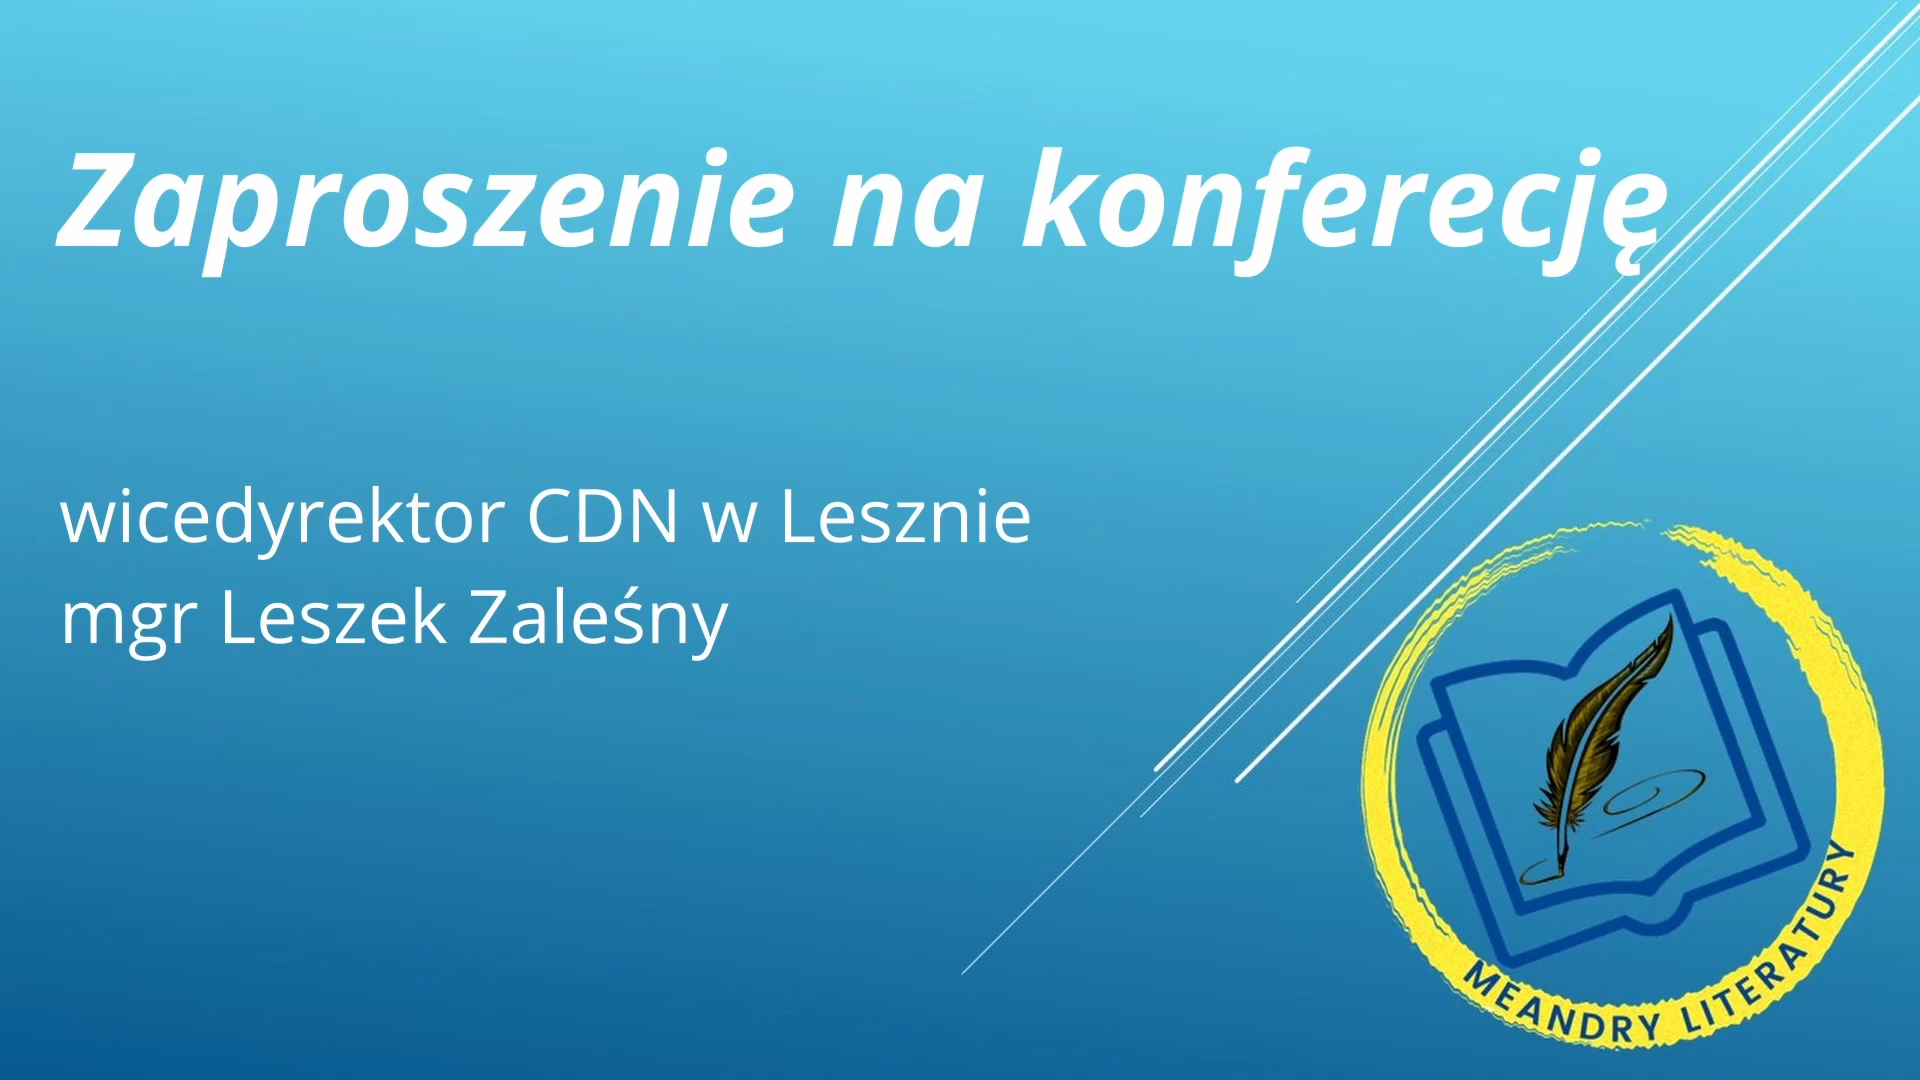 Zaproszenie na konferecję
wicedyrektor CDN w Lesznie
mgr Leszek Zaleśny
MEANDRY LITERATURY